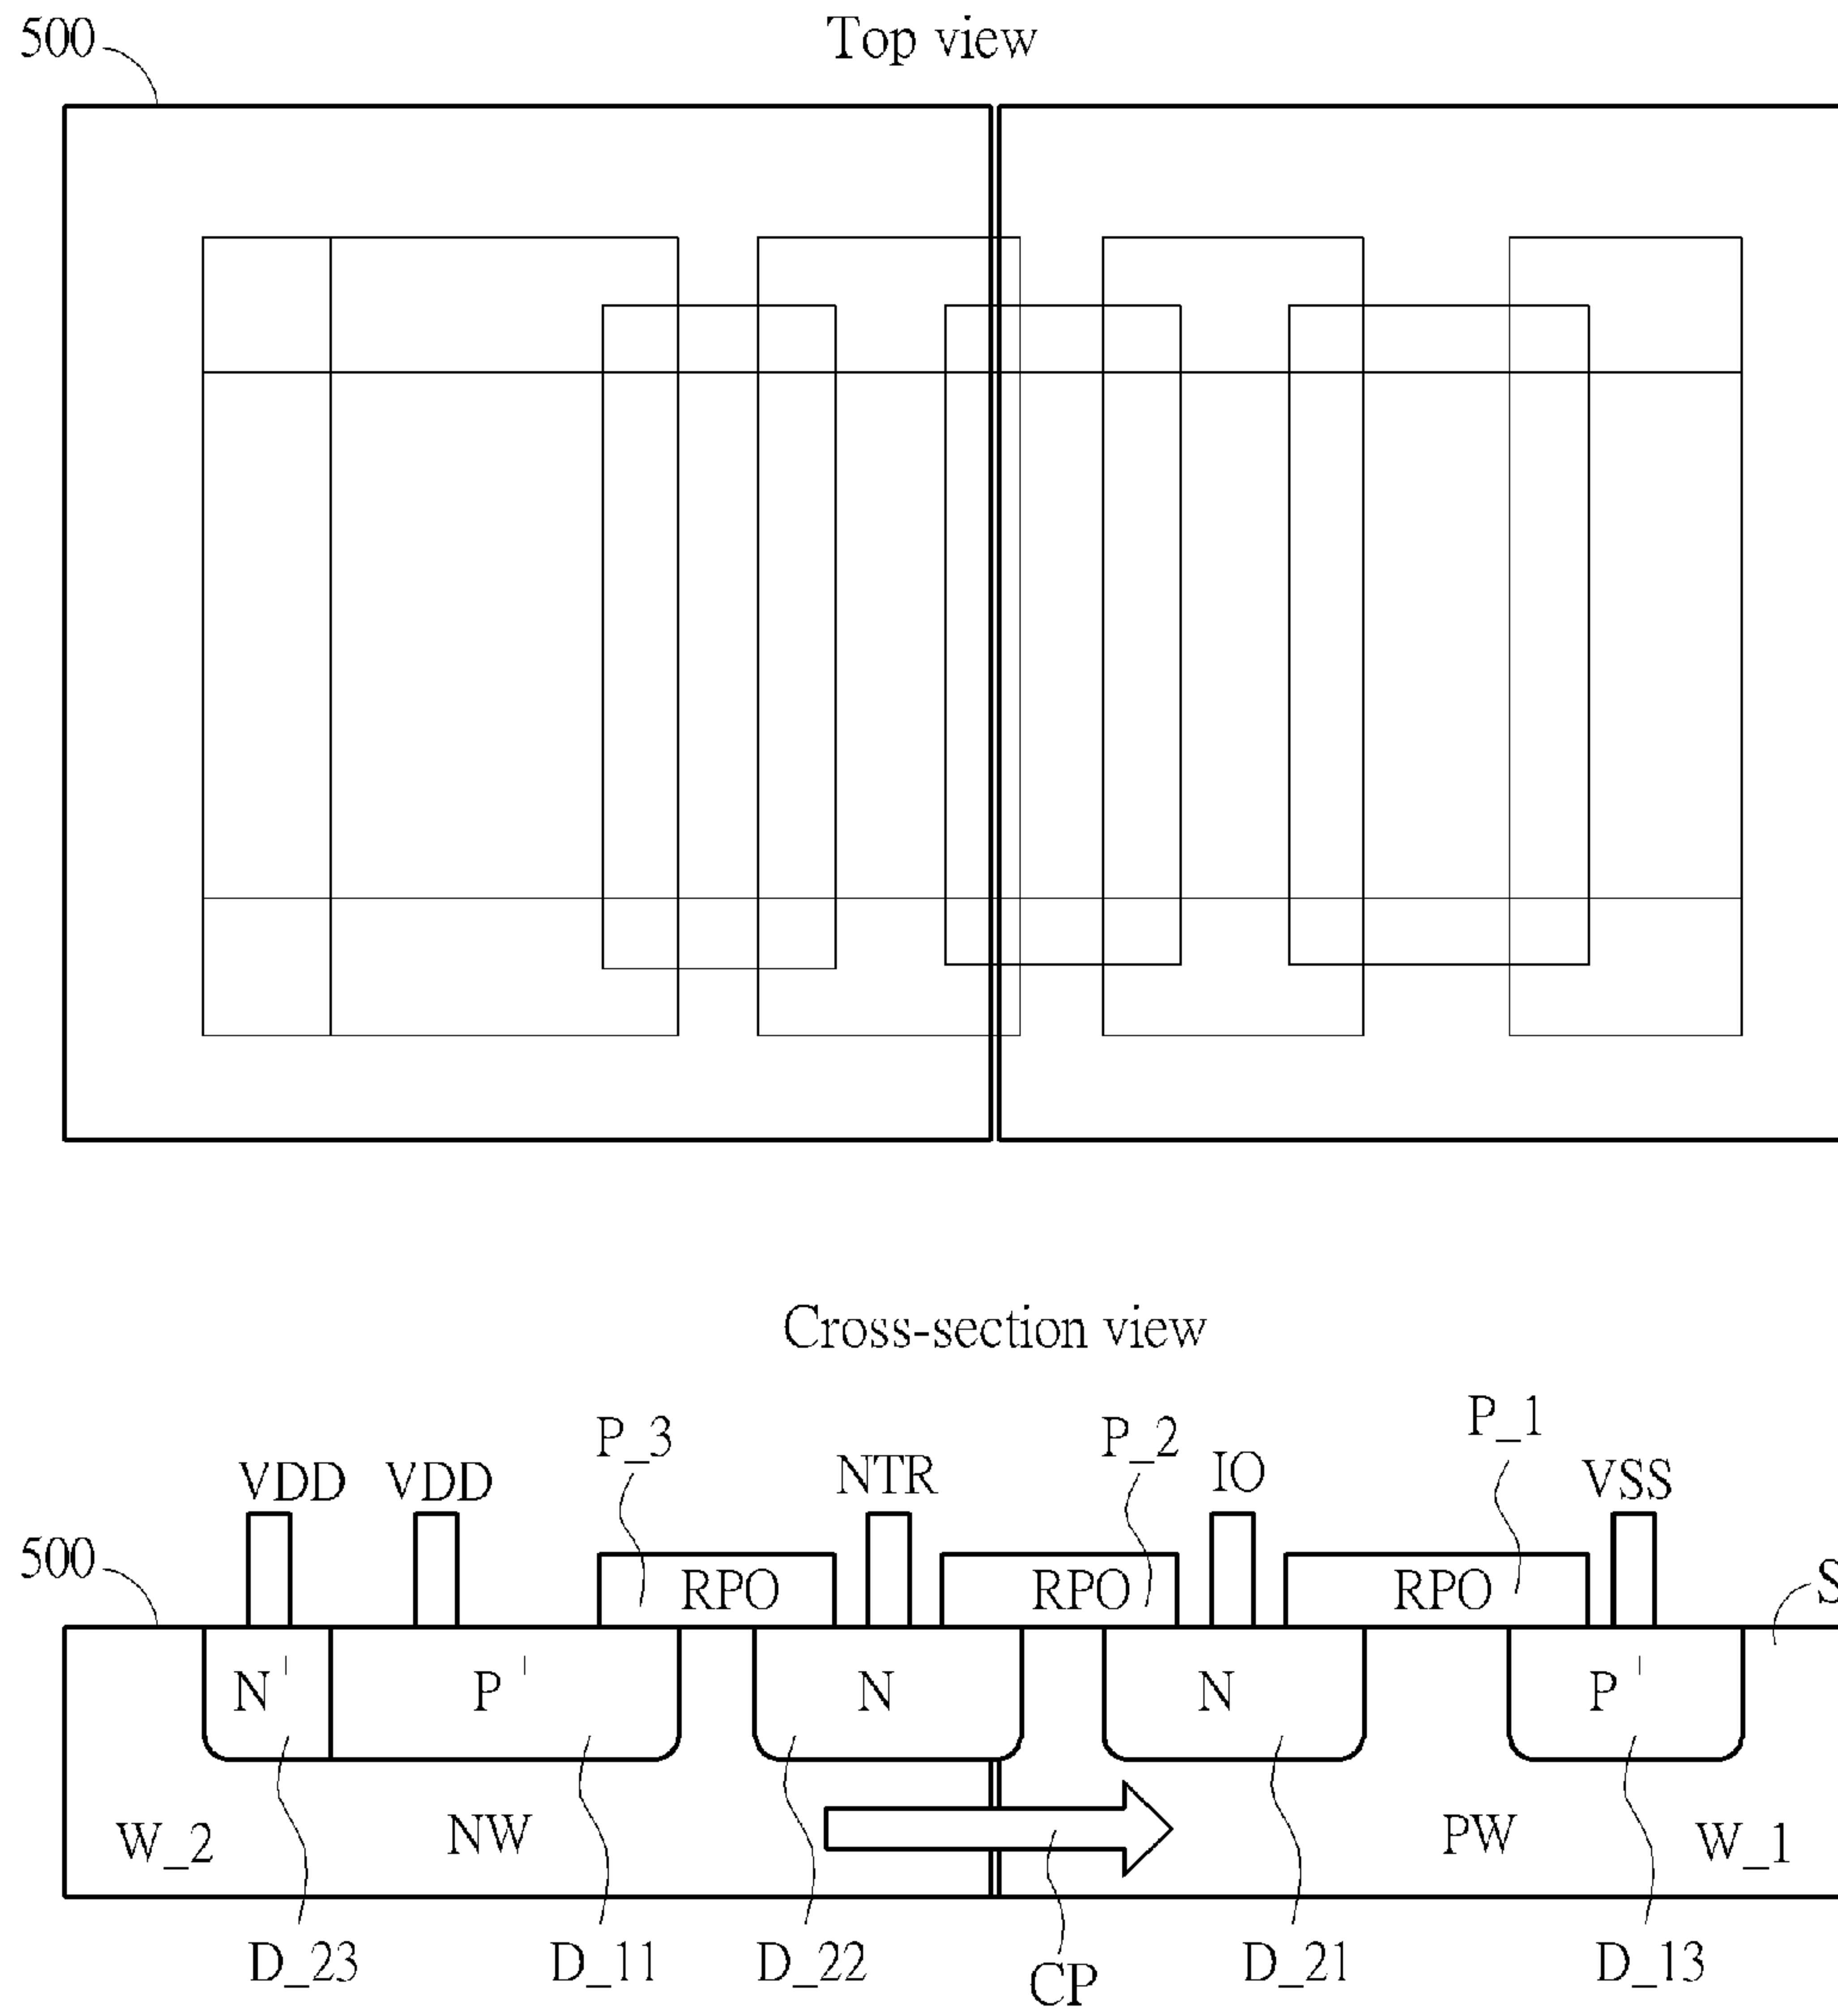 Top view
500
Cross-section view
P_3 P_2 P_1
VDD VDD NTR IO VSS
500 RPO RPO RPO S
N⁺ P⁺ N N P⁺
W_2 NW PW W_1
D_23 D_11 D_22 CP D_21 D_13